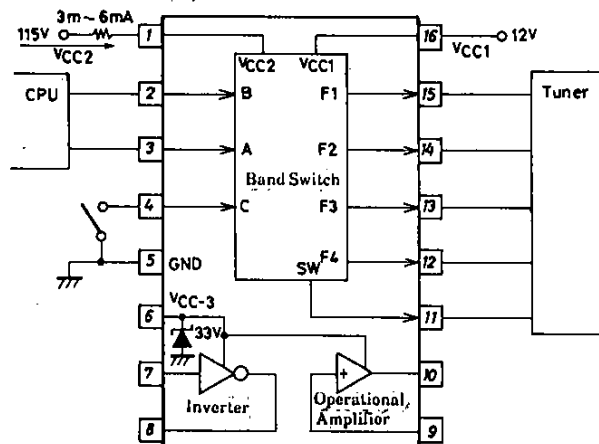 3m~6mA
115V
VCC2
1
16
VCC1
12V
VCC2
VCC1
CPU
2
B
F1
15
Tuner
3
A
F2
14
Band Switch
4
C
F3
13
5
GND
F4
12
SW
6
VCC-3
11
33V
7
10
Inverter
Operational
Amplifior
8
9